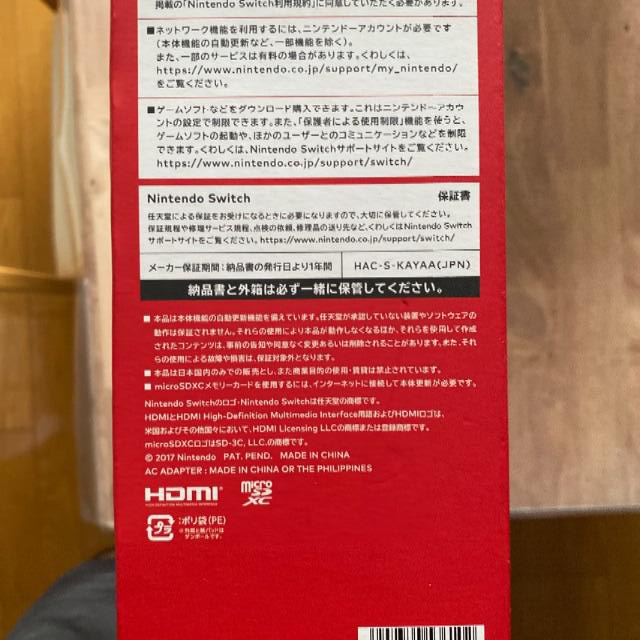 掲載の「Nintendo Switch利用規約」に同意していただく必要があります。
■ネットワーク機能を利用するには、ニンテンドーアカウントが必要です
(本体機能の自動更新など、一部機能を除く)。
また、一部のサービスは有料の場合があります。くわしくは、
https://www.nintendo.co.jp/support/my_nintendo/
をご覧ください。
■ゲームソフトなどをダウンロード購入できます。これはニンテンドーアカウン
トの設定で制限できます。また、「保護者による使用制限」機能を使うと、
ゲームソフトの起動や、ほかのユーザーとのコミュニケーションなどを制限
できます。くわしくは、Nintendo Switchサポートサイトをご覧ください。
https://www.nintendo.co.jp/support/switch/
Nintendo Switch 保証書
任天堂による保証をお受けになるときに必要になりますので、大切に保管してください。
保証規程や修理サービス規程、点検の依頼、修理品の送り先など、くわしくはNintendo Switch
サポートサイトをご覧ください。https://www.nintendo.co.jp/support/switch/
メーカー保証期間:納品書の発行日より1年間 HAC-S-KAYAA(JPN)
納品書と外箱は必ず一緒に保管してください。
■ 本品は本体機能の自動更新機能を備えています。任天堂が承認していない装置やソフトウェアの
動作は保証されません。それらの使用により本品が動作しなくなるほか、それらを使用して作成
されたコンテンツは、事前の告知や同意なく変更あるいは削除されることがあります。また、それ
らの使用による故障や損害は、保証対象外となります。
■ 本品は日本国内のみでの販売とし、また商業目的の使用・賃貸は禁止されています。
■ microSDXCメモリーカードを使用するには、インターネットに接続して本体更新が必要です。
Nintendo Switchのロゴ・Nintendo Switchは任天堂の商標です。
HDMIとHDMI High-Definition Multimedia Interface用語およびHDMIロゴは、
米国およびその他国々において、HDMI Licensing LLCの商標または登録商標です。
microSDXCロゴはSD-3C, LLC.の商標です。
© 2017 Nintendo PAT. PEND. MADE IN CHINA
AC ADAPTER : MADE IN CHINA OR THE PHILIPPINES
HDMI micro SD XC
HIGH-DEFINITION MULTIMEDIA INTERFACE
プラ :ポリ袋(PE)
※外箱と紙パッドは
ダンボールです。